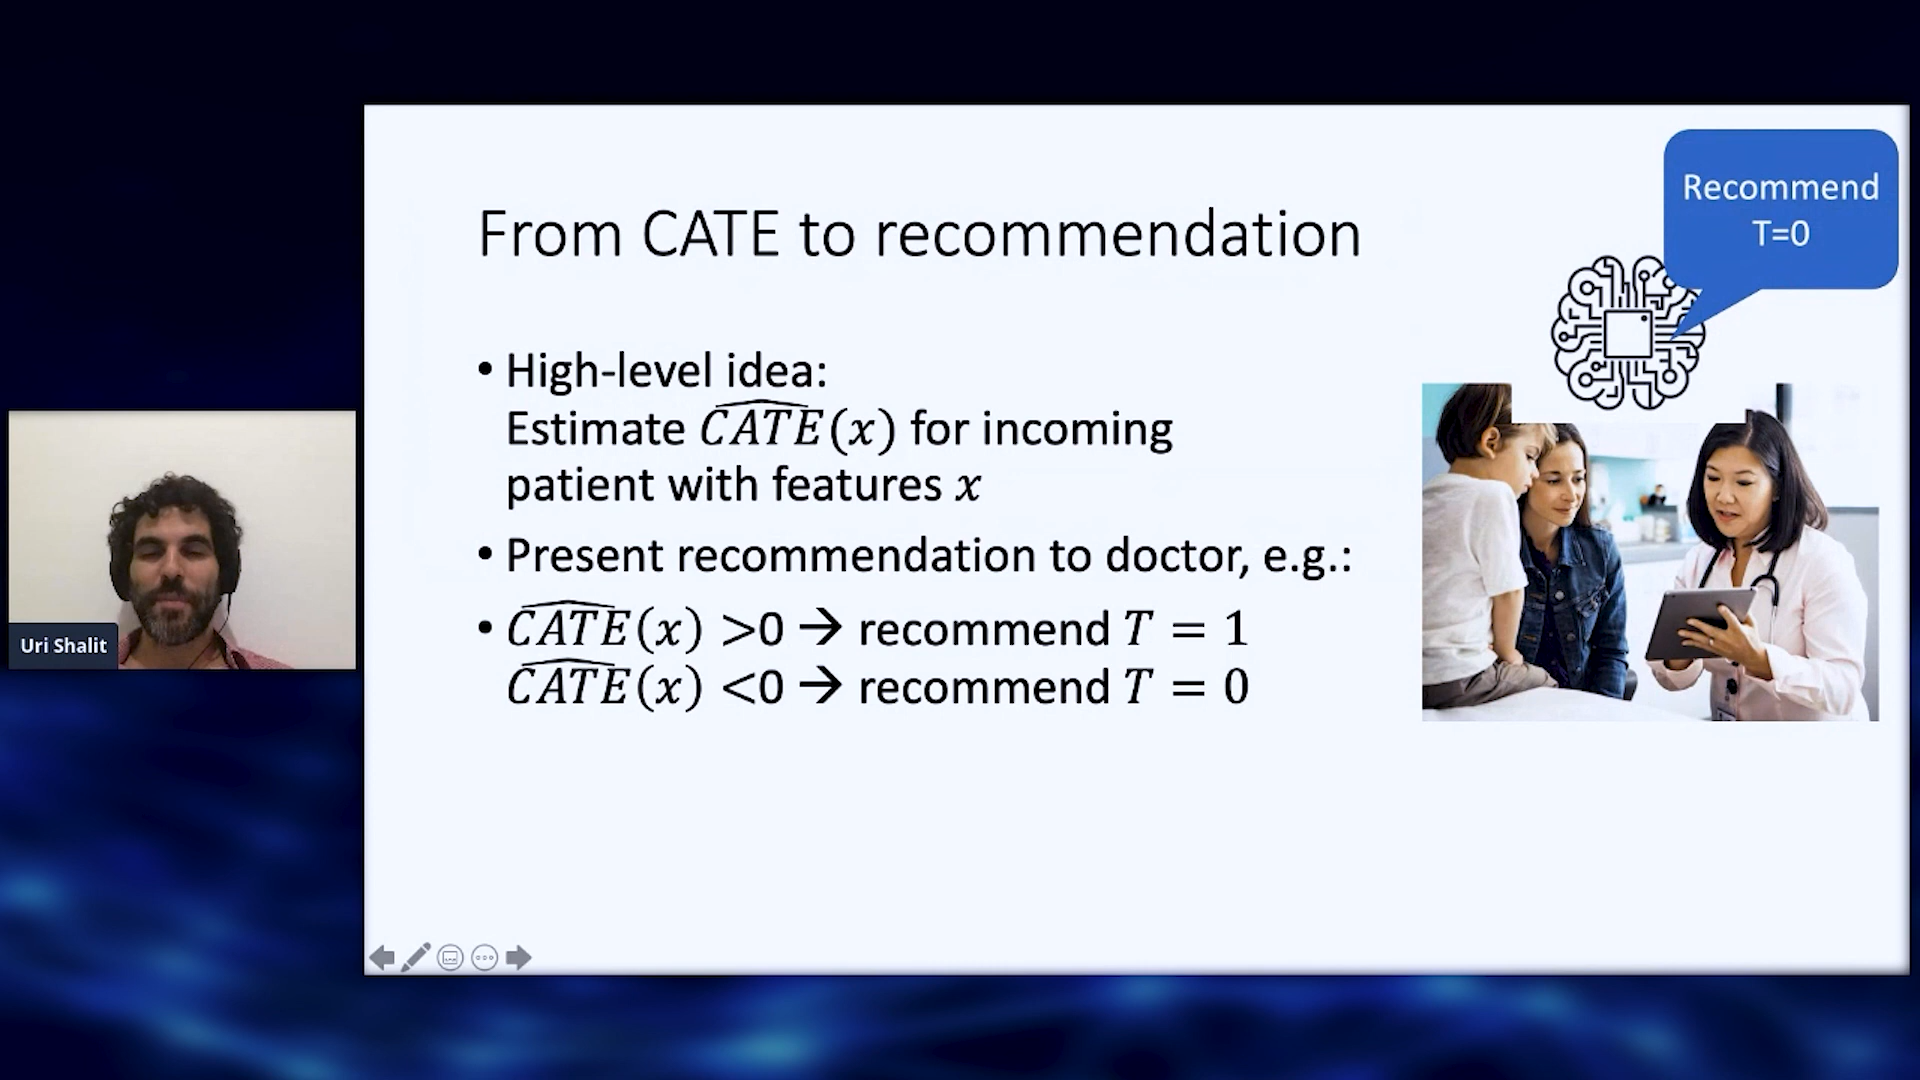 Recommend
T=0
From CATE to recommendation
• High-level idea:
Estimate \widehat{CATE}(x) for incoming
patient with features x
• Present recommendation to doctor, e.g.:
• \widehat{CATE}(x) >0 → recommend T = 1
\widehat{CATE}(x) <0 → recommend T = 0
Uri Shalit